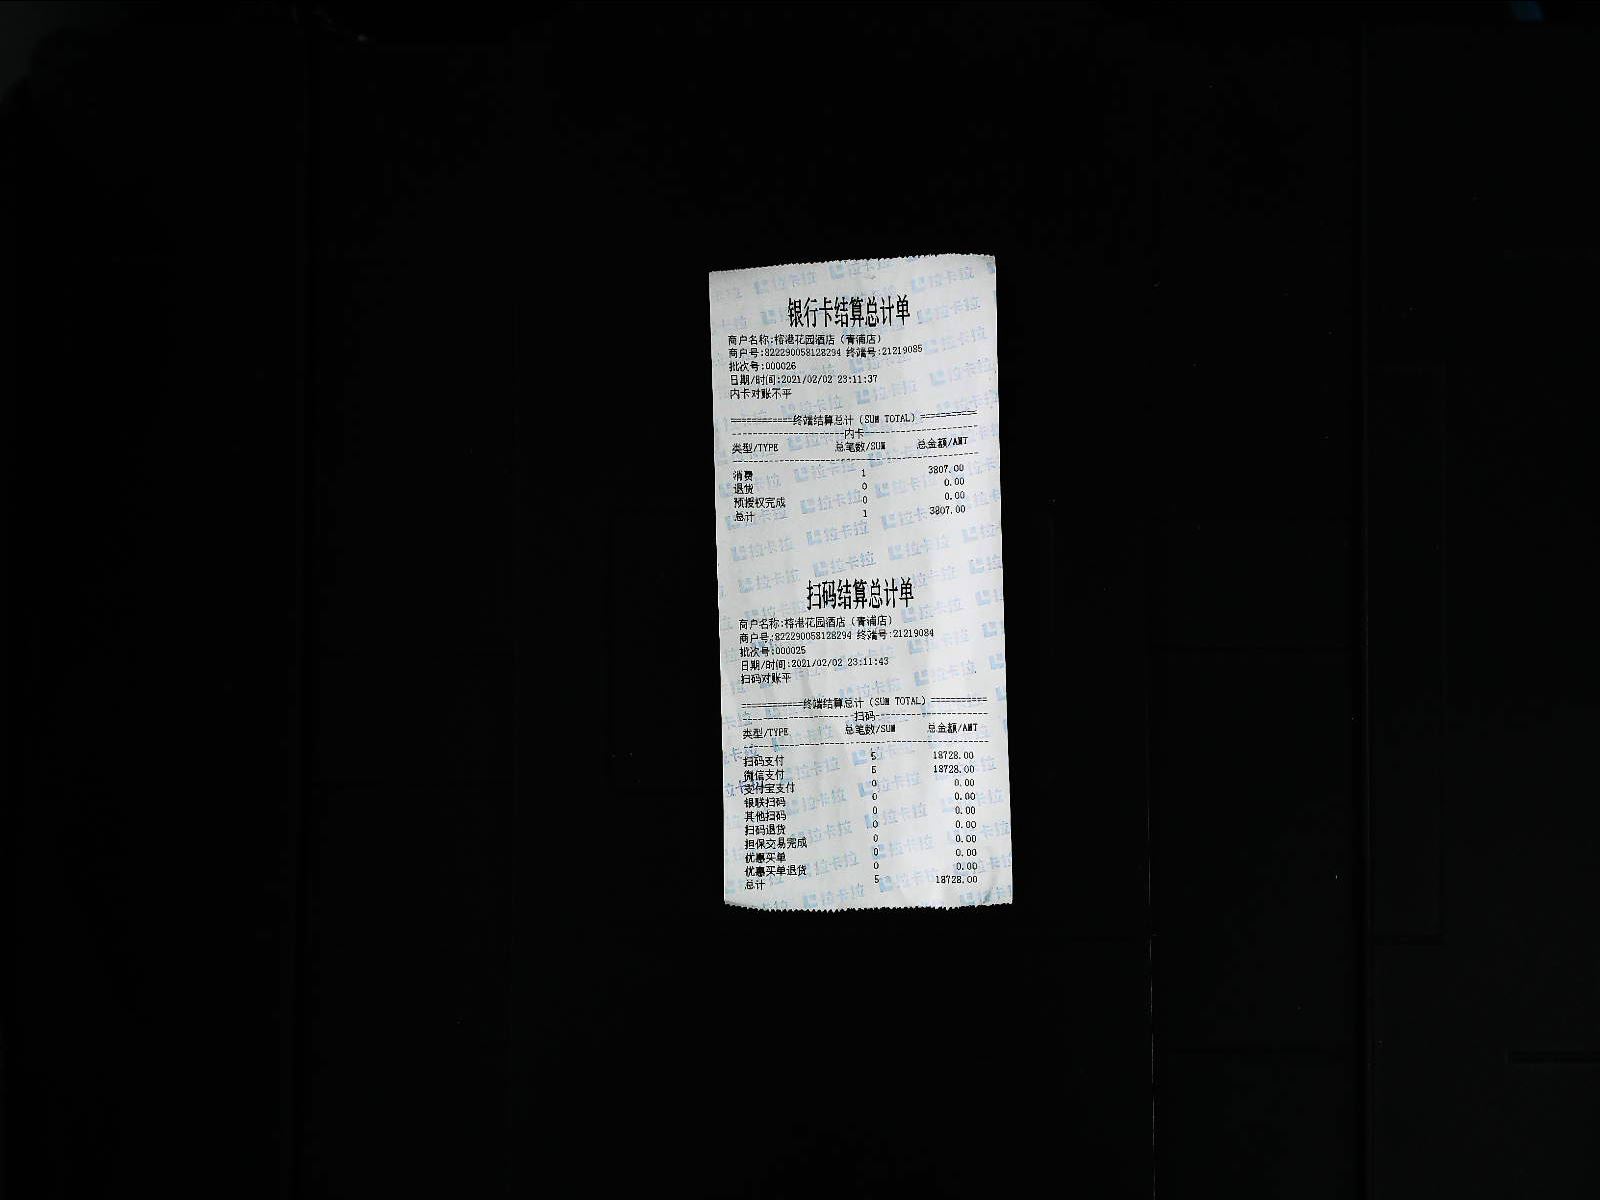 银行卡结算总计单
商户名称:榕港花园酒店（青浦店）
商户号:822290058128294 终端号:21219085
批次号:000026
日期/时间:2021/02/02 23:11:37
内卡对账不平
============终端结算总计（SUM TOTAL）===========
----------------------内卡----------------------
类型/TYPE 总笔数/SUM 总金额/AMT
消费 1 3807.00
退货 0 0.00
预授权完成 0 0.00
总计 1 3807.00
扫码结算总计单
商户名称:榕港花园酒店（青浦店）
商户号:822290058128294 终端号:21219084
批次号:000025
日期/时间:2021/02/02 23:11:43
扫码对账平
============终端结算总计（SUM TOTAL）===========
----------------------扫码----------------------
类型/TYPE 总笔数/SUM 总金额/AMT
扫码支付 5 18728.00
微信支付 5 18728.00
支付宝支付 0 0.00
银联扫码 0 0.00
其他扫码 0 0.00
扫码退货 0 0.00
担保交易完成 0 0.00
优惠买单 0 0.00
优惠买单退货 0 0.00
总计 5 18728.00